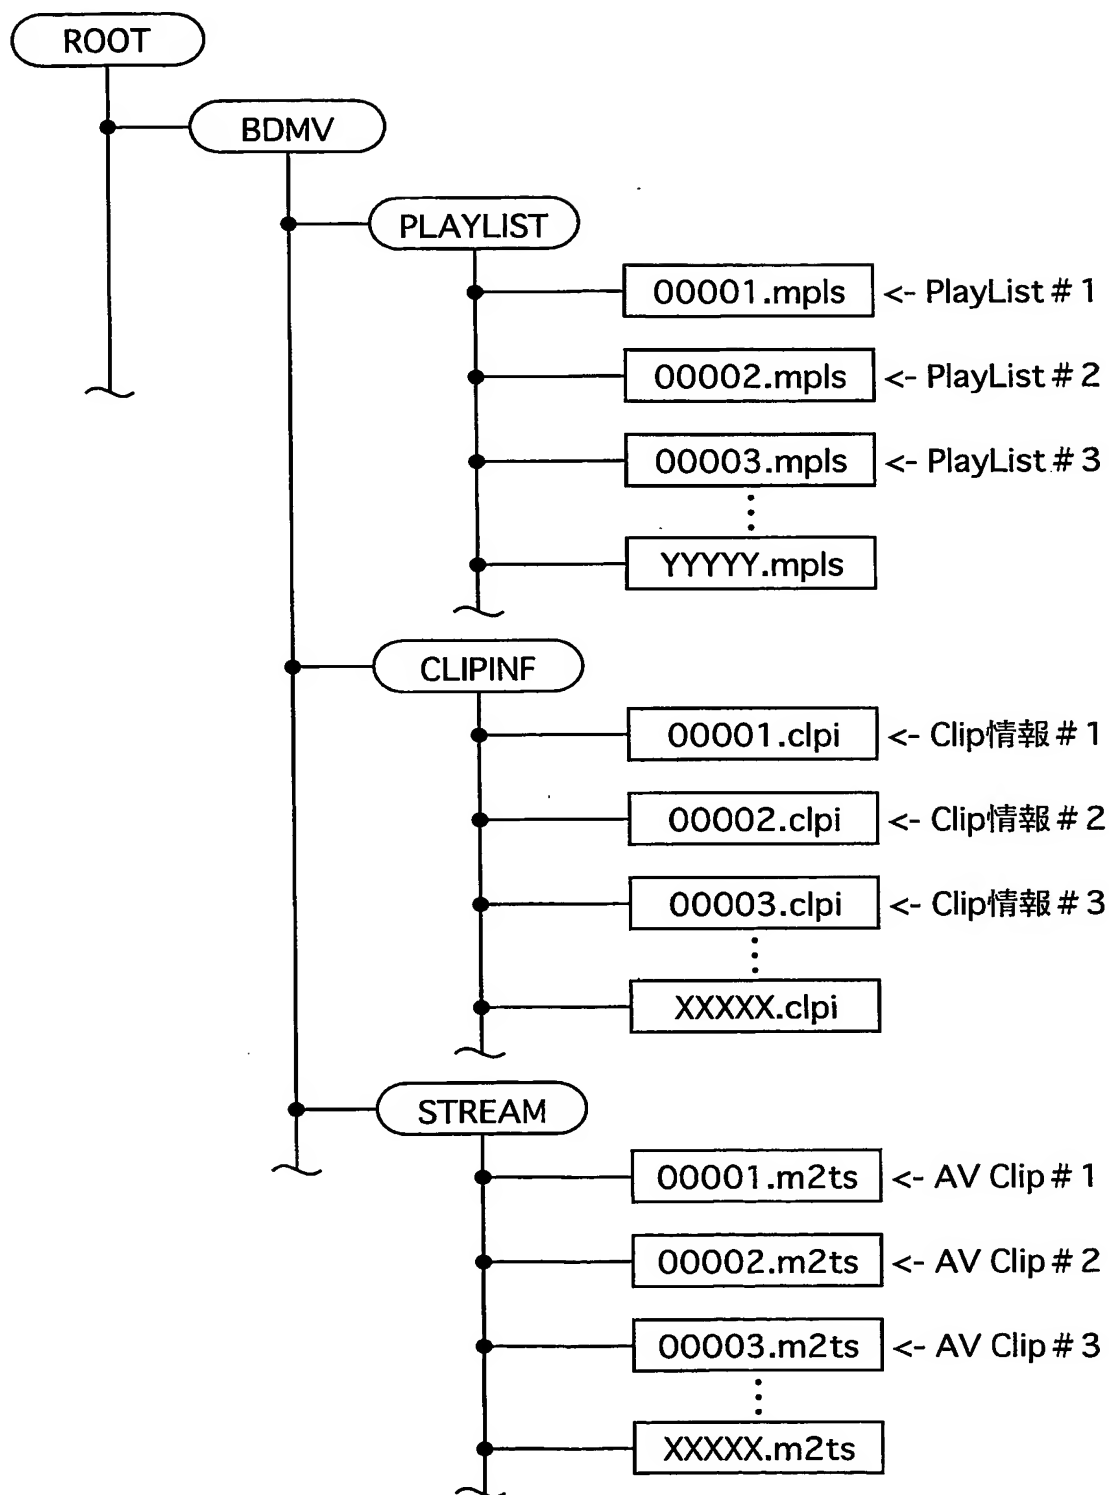 ROOT
BDMV
PLAYLIST
00001.mpls <- PlayList#1
00002.mpls <- PlayList#2
00003.mpls <- PlayList#3
YYYYY.mpls
CLIPINF
00001.clpi <- Clip情報#1
00002.clpi <- Clip情報#2
00003.clpi <- Clip情報#3
XXXXX.clpi
STREAM
00001.m2ts <- AV Clip#1
00002.m2ts <- AV Clip#2
00003.m2ts <- AV Clip#3
XXXXX.m2ts